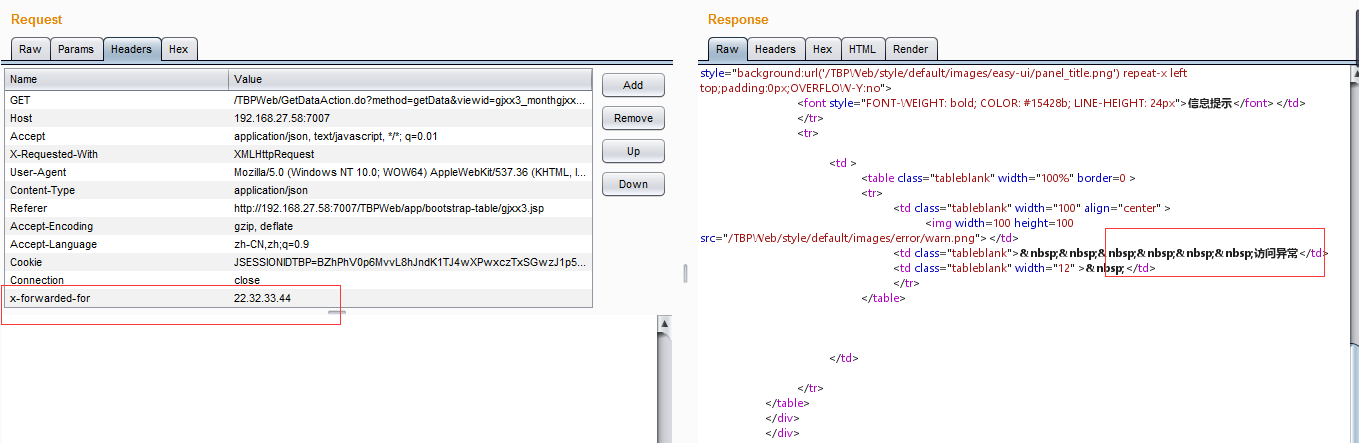 Request
Raw Params Headers Hex
Name Value
GET /TBPWeb/GetDataAction.do?method=getData&viewid=gjxx3_monthgjxx...
Host 192.168.27.58:7007
Accept application/json, text/javascript, */*; q=0.01
X-Requested-With XMLHttpRequest
User-Agent Mozilla/5.0 (Windows NT 10.0; WOW64) AppleWebKit/537.36 (KHTML, l...
Content-Type application/json
Referer http://192.168.27.58:7007/TBPWeb/app/bootstrap-table/gjxx3.jsp
Accept-Encoding gzip, deflate
Accept-Language zh-CN,zh;q=0.9
Cookie JSESSIONIDTBP=BZhPhV0p6MvvL8hJndK1TJ4wXPwxczTxSGwzJ1p5...
Connection close
x-forwarded-for 22.32.33.44
Add
Remove
Up
Down
Response
Raw Headers Hex HTML Render
style="background:url('/TBPWeb/style/default/images/easy-ui/panel_title.png') repeat-x left
top;padding:0px;OVERFLOW-Y:no">
<font style="FONT-WEIGHT: bold; COLOR: #15428b; LINE-HEIGHT: 24px">信息提示</font> </td>
</tr>
<tr>
<td >
<table class="tableblank" width="100%" border=0 >
<tr>
<td class="tableblank" width="100" align="center" >
<img width=100 height=100
src="/TBPWeb/style/default/images/error/warn.png"> </td>
<td class="tableblank">&nbsp;&nbsp;&nbsp;&nbsp;&nbsp;&nbsp;访问异常</td>
<td class="tableblank" width="12" >&nbsp;</td>
</tr>
</table>
</td>
</tr>
</table>
</div>
</div>